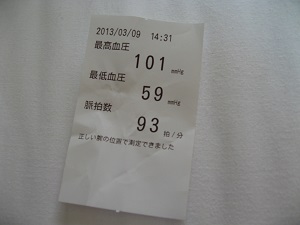 2013/03/09 14:31
最高血圧
101 mmHg
最低血圧
59 mmHg
脈拍数
93 拍/分
正しい腕の位置で測定できました